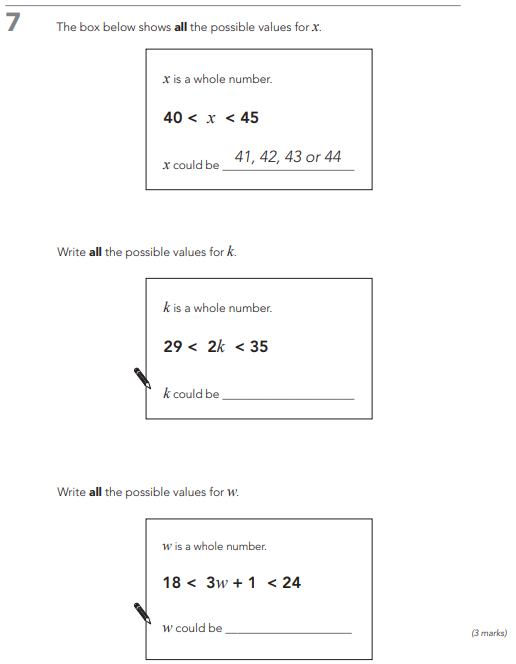 7
The box below shows all the possible values for x.
x is a whole number.
40 < x < 45
x could be 41, 42, 43 or 44
Write all the possible values for k.
k is a whole number.
29 < 2k < 35
k could be
Write all the possible values for w.
w is a whole number.
18 < 3w + 1 < 24
w could be
(3 marks)